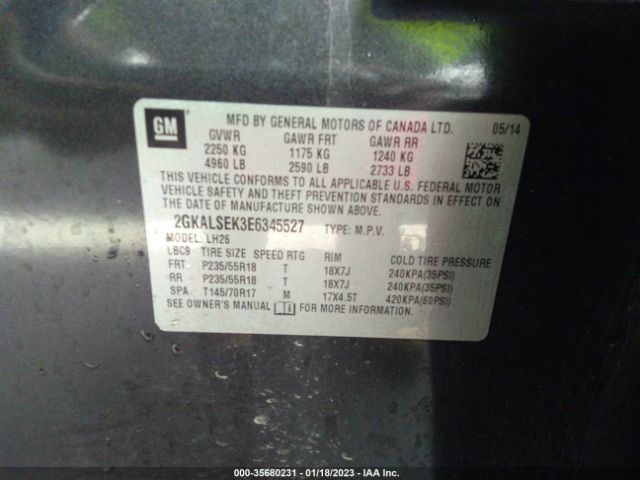 GM
MFD BY GENERAL MOTORS OF CANADA LTD. 05/14
GVWR GAWR FRT GAWR RR
2250 KG 1175 KG 1240 KG
4960 LB 2590 LB 2733 LB
THIS VEHICLE CONFORMS TO ALL APPLICABLE U.S. FEDERAL MOTOR
VEHICLE SAFETY AND THEFT PREVENTION STANDARDS IN EFFECT ON
THE DATE OF MANUFACTURE SHOWN ABOVE.
2GKALSEK3E6345527 TYPE: M.P.V.
MODEL: LH26
LBC9 TIRE SIZE SPEED RTG RIM COLD TIRE PRESSURE
FRT P235/55R18 T 18X7J 240KPA(35PSI)
RR P235/55R18 T 18X7J 240KPA(35PSI)
SPA T145/70R17 M 17X4.5T 420KPA(60PSI)
SEE OWNER'S MANUAL FOR MORE INFORMATION.
000-35680231 - 01/18/2023 - IAA Inc.